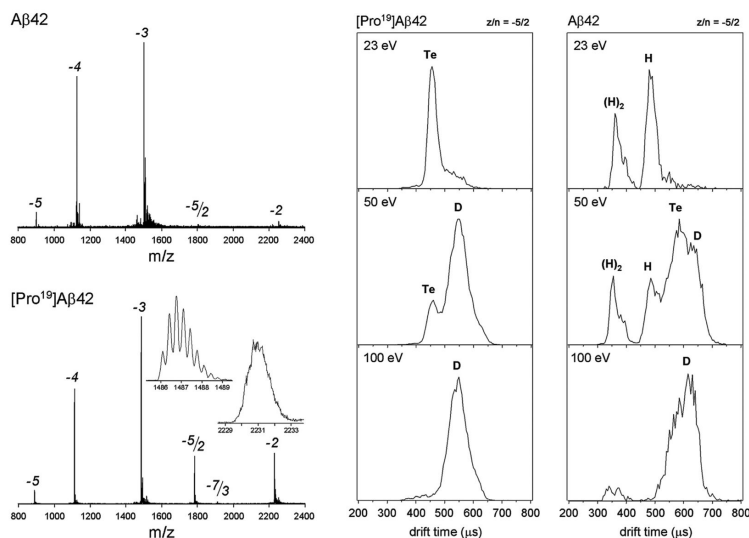 Aβ42
-5
-4
-3
-5/2
-2
800 1200 1400 1600 1800 2000 2200 2400
m/z
[Pro¹⁹]Aβ42
-5
-4
-3
1486 1487 1488 1489
2229 2231 2233
-5/2
-7/3
-2
800 1200 1400 1600 1800 2000 2200 2400
m/z
[Pro¹⁹]Aβ42 z/n = -5/2
23 eV
Te
50 eV
Te
D
100 eV
D
200 300 400 500 600 700 800
drift time (µs)
Aβ42 z/n = -5/2
23 eV
(H)₂
H
50 eV
(H)₂
H
Te
D
100 eV
D
200 300 400 500 600 700 800
drift time (µs)